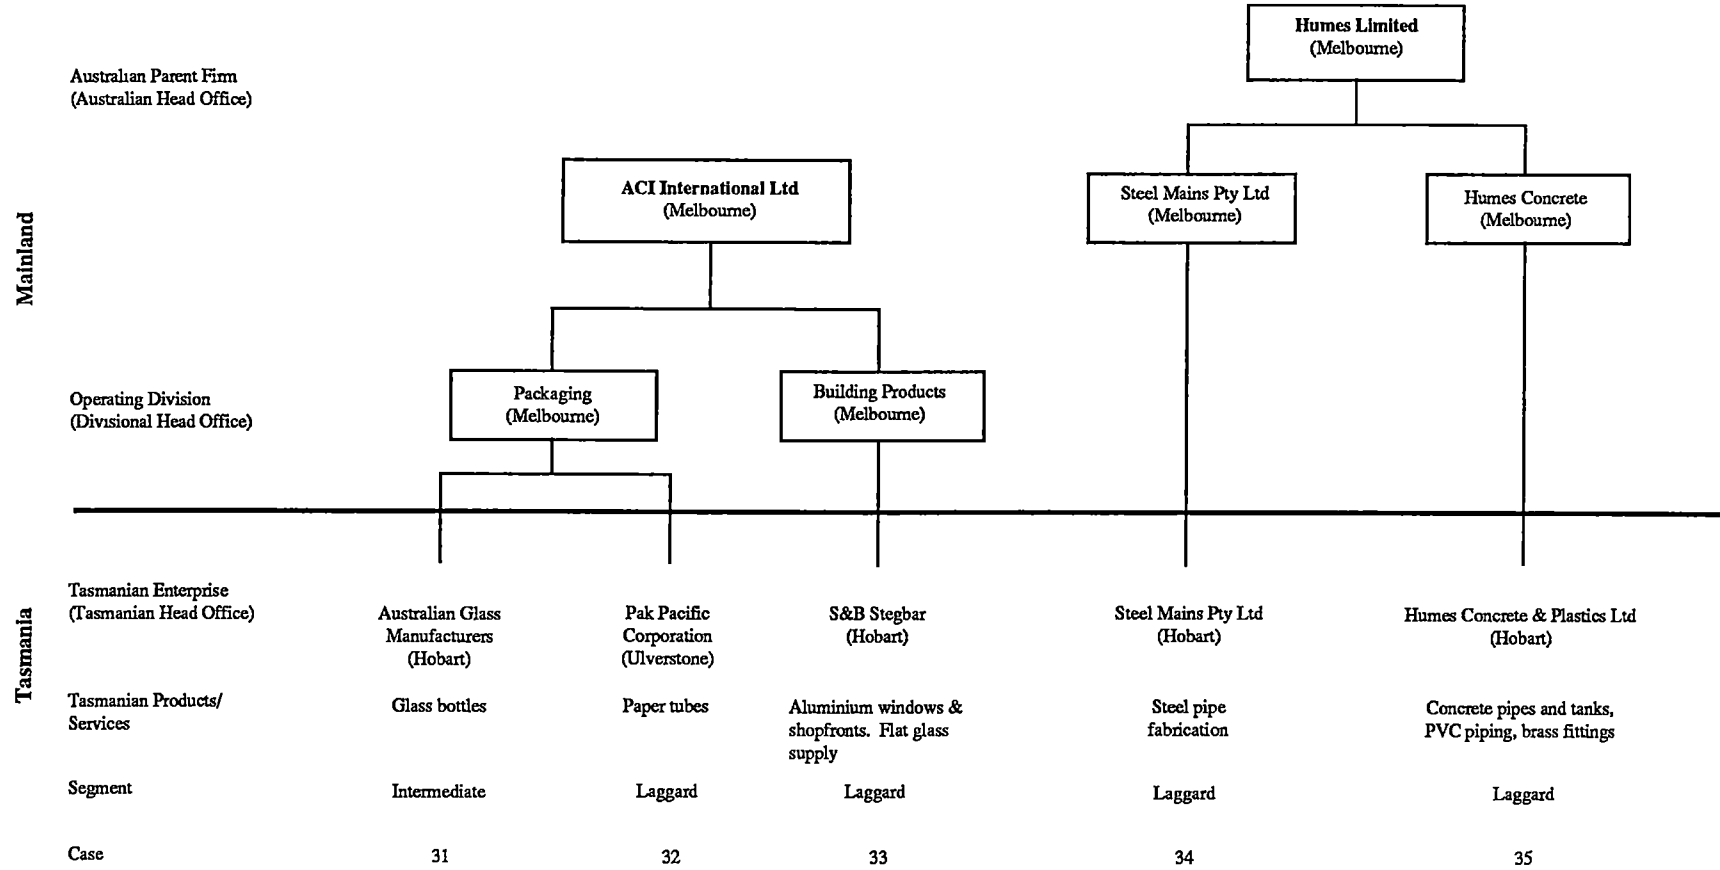 Humes Limited
(Melbourne)
Australian Parent Firm
(Australian Head Office)
ACI International Ltd
(Melbourne)
Steel Mains Pty Ltd
(Melbourne)
Humes Concrete
(Melbourne)
Mainland
Operating Division
(Divisional Head Office)
Packaging
(Melbourne)
Building Products
(Melbourne)
Tasmania
Tasmanian Enterprise
(Tasmanian Head Office)
Australian Glass
Manufacturers
(Hobart)
Pak Pacific
Corporation
(Ulverstone)
S&B Stegbar
(Hobart)
Steel Mains Pty Ltd
(Hobart)
Humes Concrete & Plastics Ltd
(Hobart)
Tasmanian Products/
Services
Glass bottles
Paper tubes
Aluminium windows &
shopfronts. Flat glass
supply
Steel pipe
fabrication
Concrete pipes and tanks,
PVC piping, brass fittings
Segment
Intermediate
Laggard
Laggard
Laggard
Laggard
Case
31
32
33
34
35